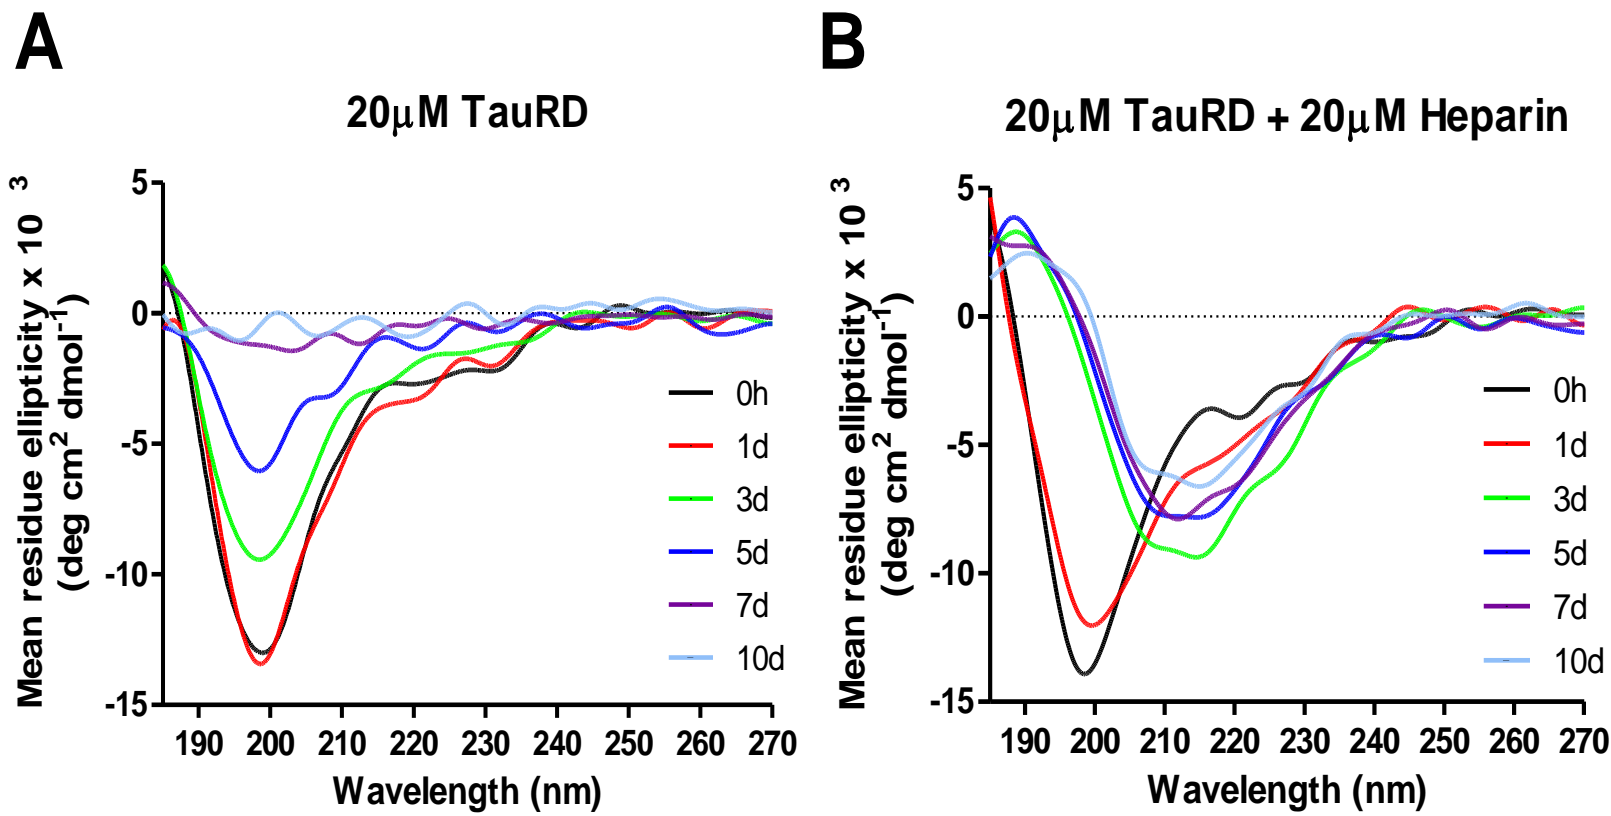 A
20μM TauRD
Mean residue ellipticity x 10 3
(deg cm2 dmol-1)
5
0
-5
-10
-15
190 200 210 220 230 240 250 260 270
Wavelength (nm)
0h
1d
3d
5d
7d
10d
B
20μM TauRD + 20μM Heparin
Mean residue ellipticity x 10 3
(deg cm2 dmol-1)
5
0
-5
-10
-15
190 200 210 220 230 240 250 260 270
Wavelength (nm)
0h
1d
3d
5d
7d
10d